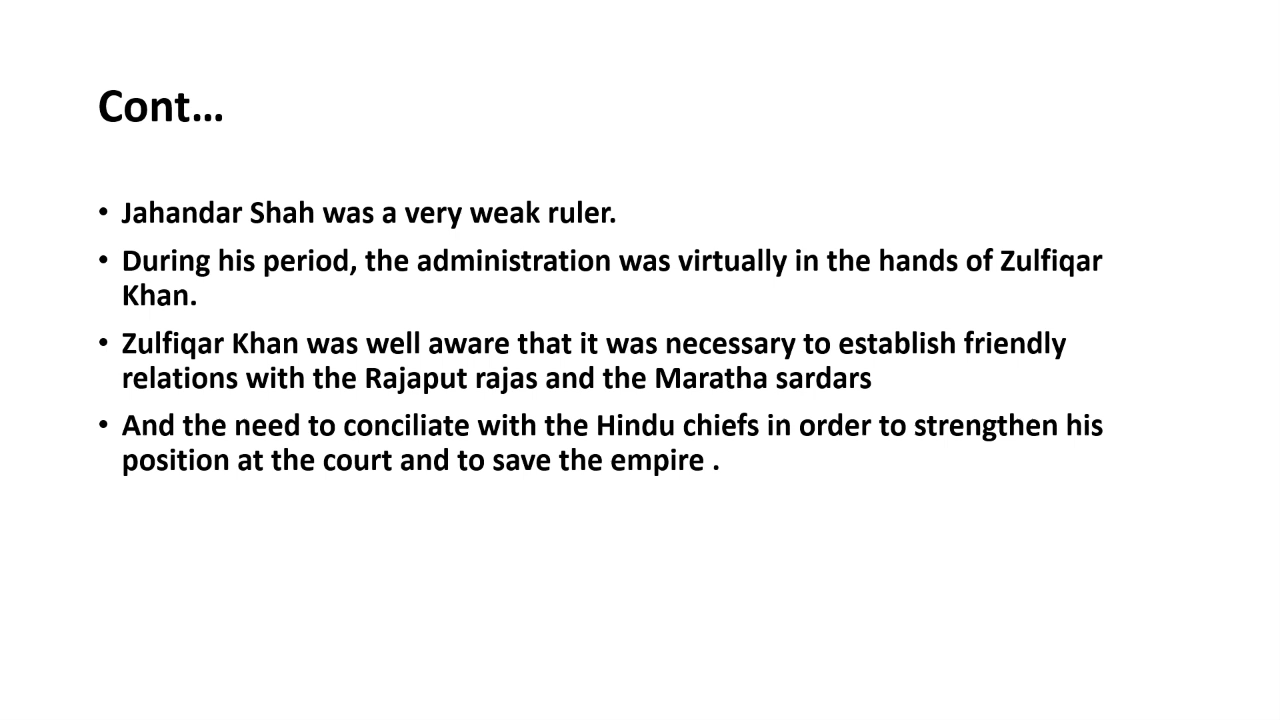 Cont…
• Jahandar Shah was a very weak ruler.
• During his period, the administration was virtually in the hands of Zulfiqar
Khan.
• Zulfiqar Khan was well aware that it was necessary to establish friendly
relations with the Rajaput rajas and the Maratha sardars
• And the need to conciliate with the Hindu chiefs in order to strengthen his
position at the court and to save the empire .